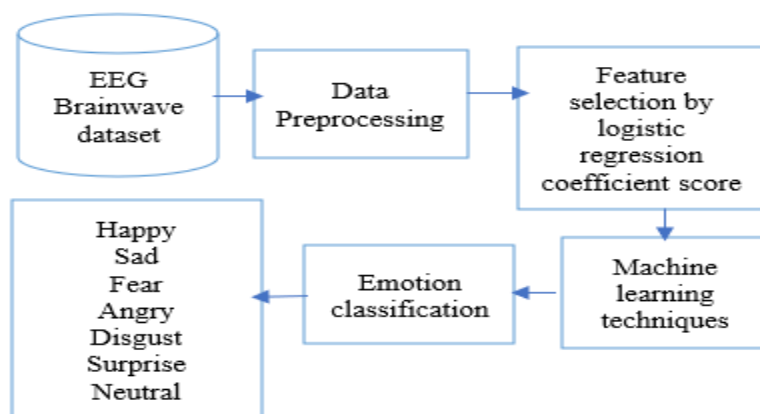 EEG
Brainwave
dataset
Data
Preprocessing
Feature
selection by
logistic
regression
coefficient score
Machine
learning
techniques
Emotion
classification
Happy
Sad
Fear
Angry
Disgust
Surprise
Neutral